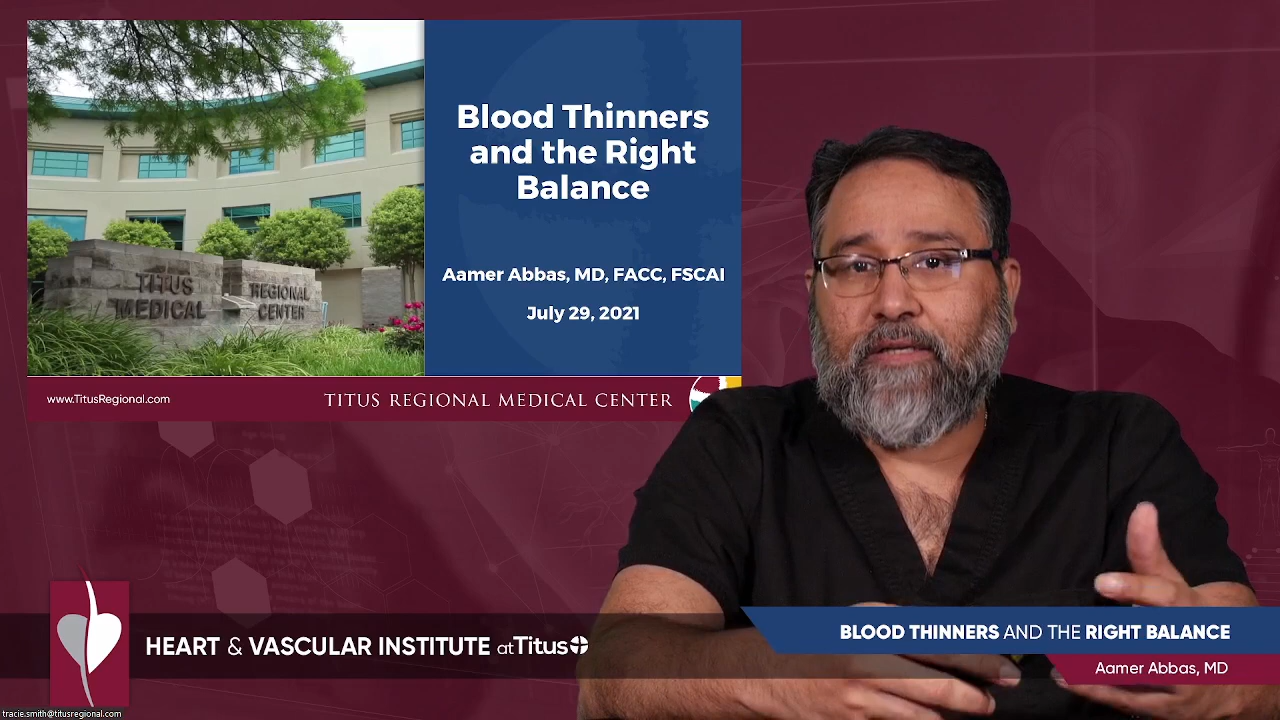 Blood Thinners
and the Right
Balance
Aamer Abbas, MD, FACC, FSCAI
July 29, 2021
TITUS REGIONAL
MEDICAL CENTER
www.TitusRegional.com
TITUS REGIONAL MEDICAL CENTER
HEART & VASCULAR INSTITUTE at Titus
BLOOD THINNERS AND THE RIGHT BALANCE
Aamer Abbas, MD
tracie.smith@titusregional.com